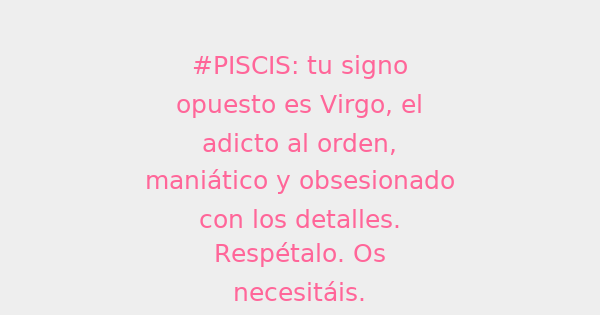 #PISCIS: tu signo
opuesto es Virgo, el
adicto al orden,
maniático y obsesionado
con los detalles.
Respétalo. Os
necesitáis.